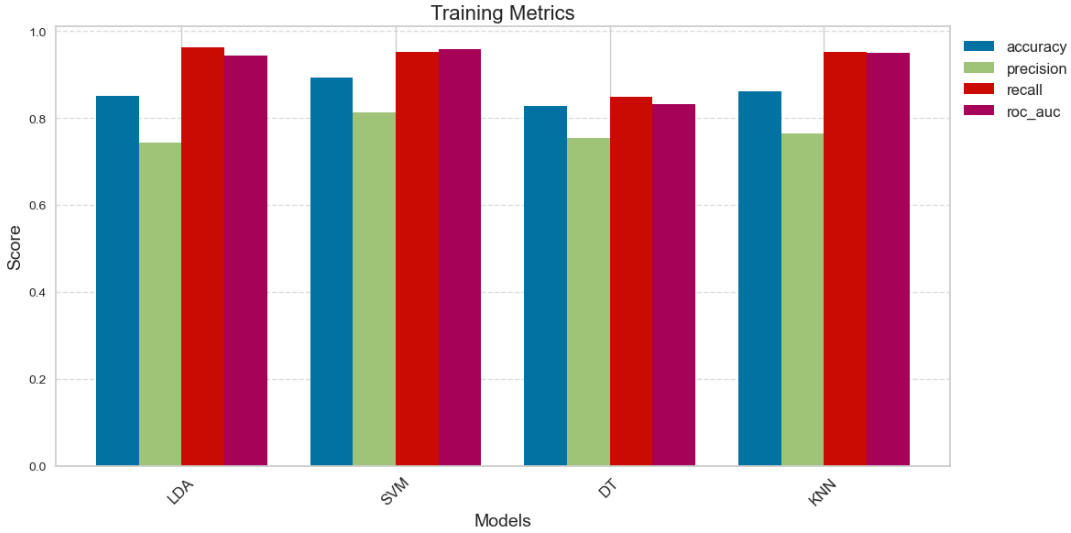 Training Metrics
1.0
0.8
0.6
0.4
0.2
0.0
Score
LDA
SVM
DT
KNN
Models
accuracy
precision
recall
roc_auc